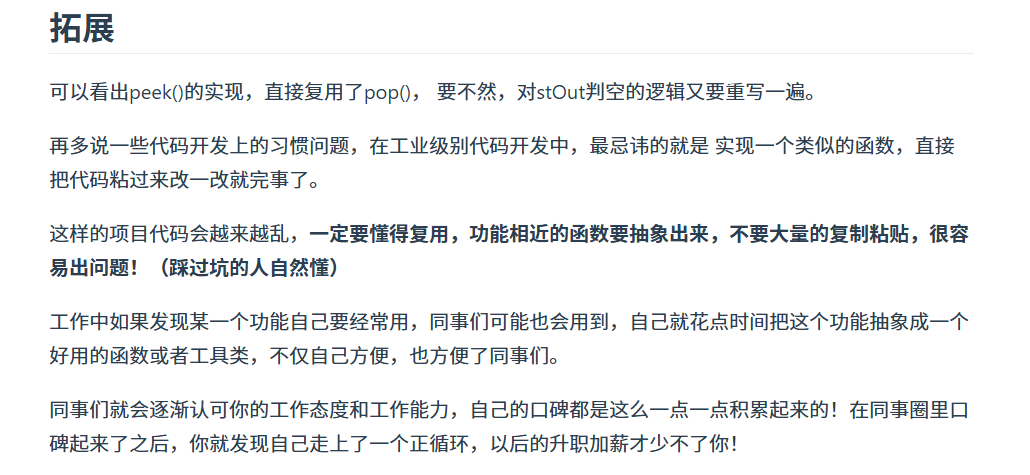 拓展
可以看出peek()的实现，直接复用了pop()， 要不然，对stOut判空的逻辑又要重写一遍。
再多说一些代码开发上的习惯问题，在工业级别代码开发中，最忌讳的就是 实现一个类似的函数，直接
把代码粘过来改一改就完事了。
这样的项目代码会越来越乱，一定要懂得复用，功能相近的函数要抽象出来，不要大量的复制粘贴，很容
易出问题！（踩过坑的人自然懂）
工作中如果发现某一个功能自己要经常用，同事们可能也会用到，自己就花点时间把这个功能抽象成一个
好用的函数或者工具类，不仅自己方便，也方便了同事们。
同事们就会逐渐认可你的工作态度和工作能力，自己的口碑都是这么一点一点积累起来的！在同事圈里口
碑起来了之后，你就发现自己走上了一个正循环，以后的升职加薪才少不了你！